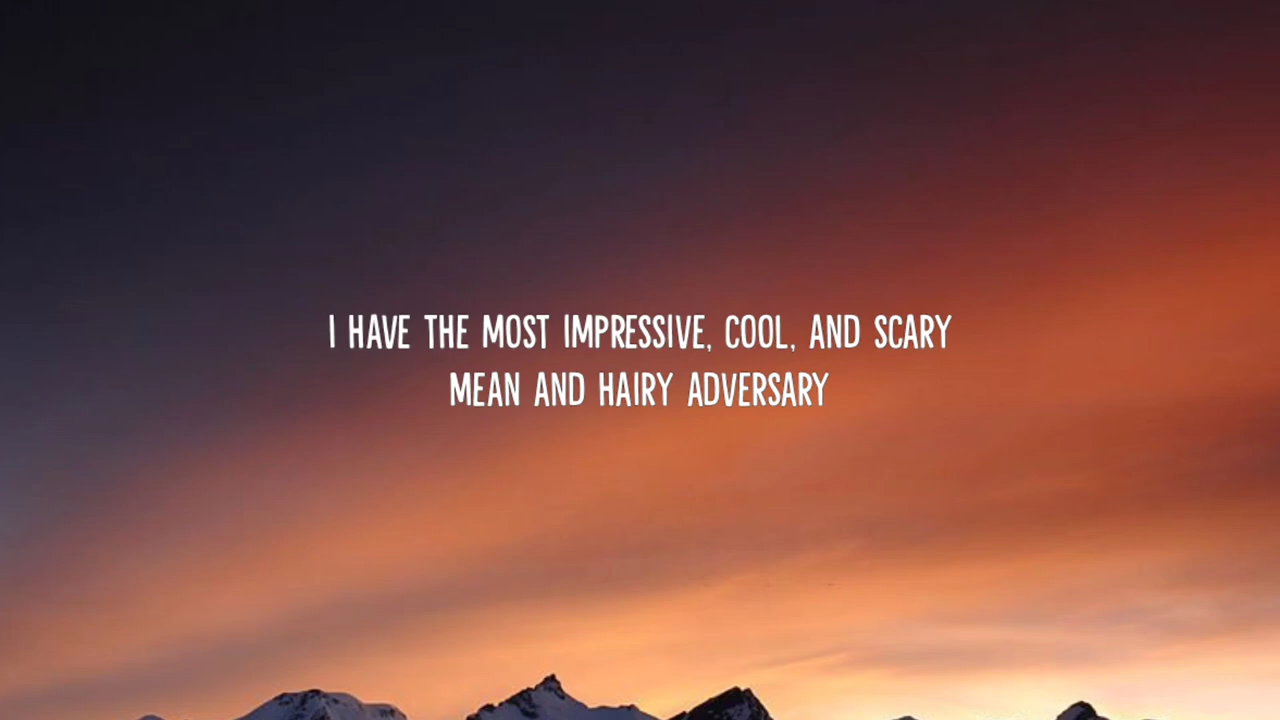 I HAVE THE MOST IMPRESSIVE, COOL, AND SCARY
MEAN AND HAIRY ADVERSARY